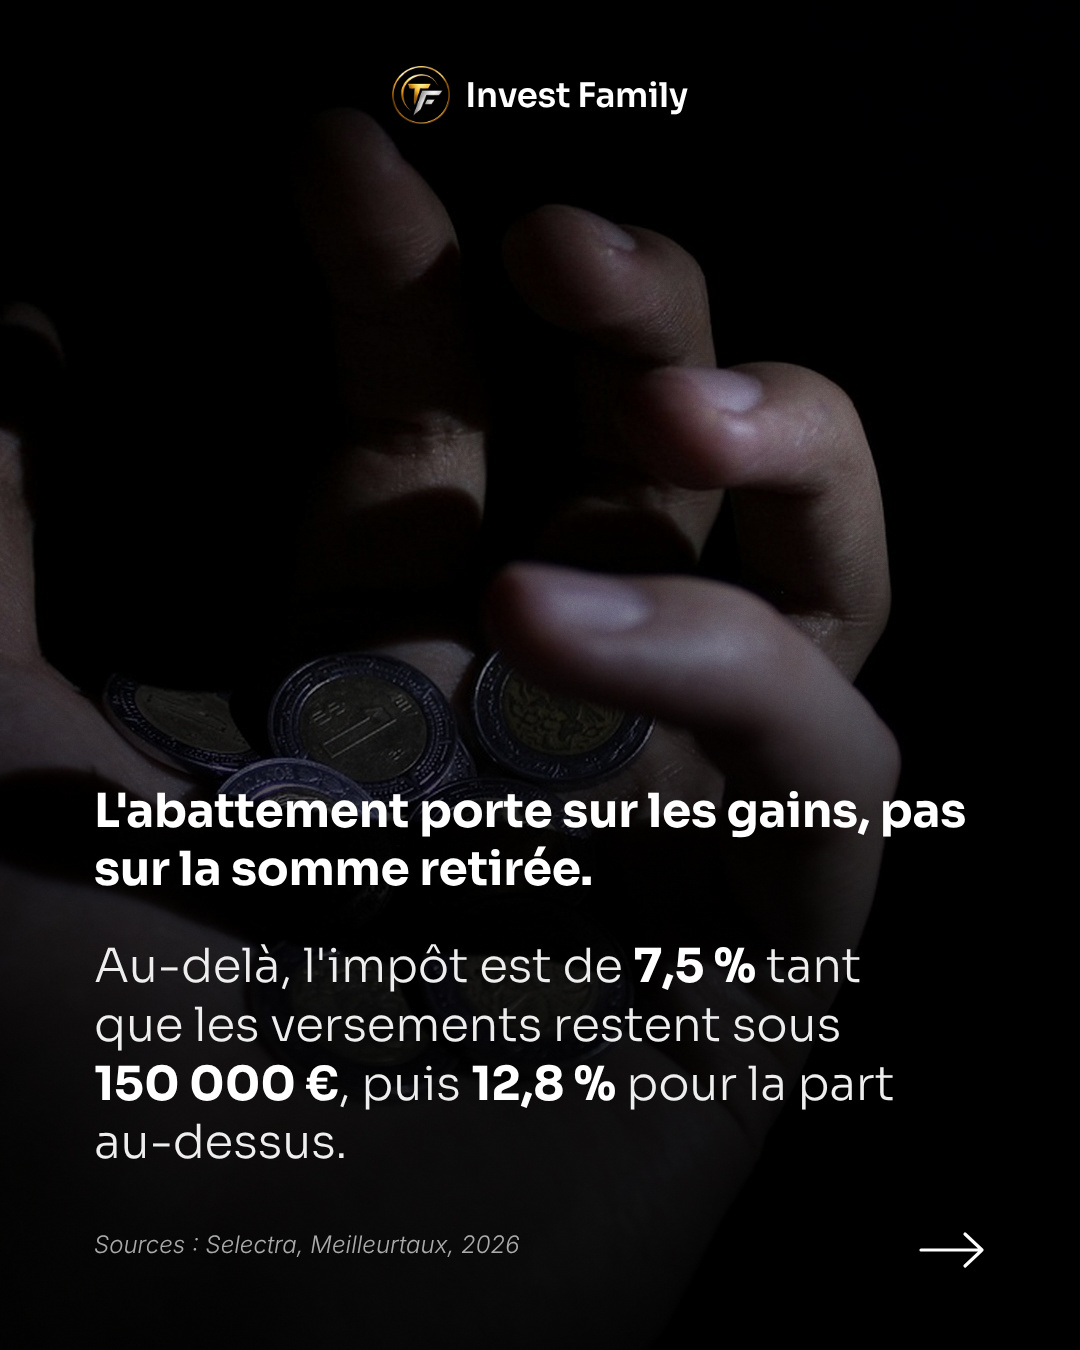 Invest Family
L'abattement porte sur les gains, pas
sur la somme retirée.
Au-delà, l'impôt est de 7,5 % tant
que les versements restent sous
150 000 €, puis 12,8 % pour la part
au-dessus.
Sources : Selectra, Meilleurtaux, 2026